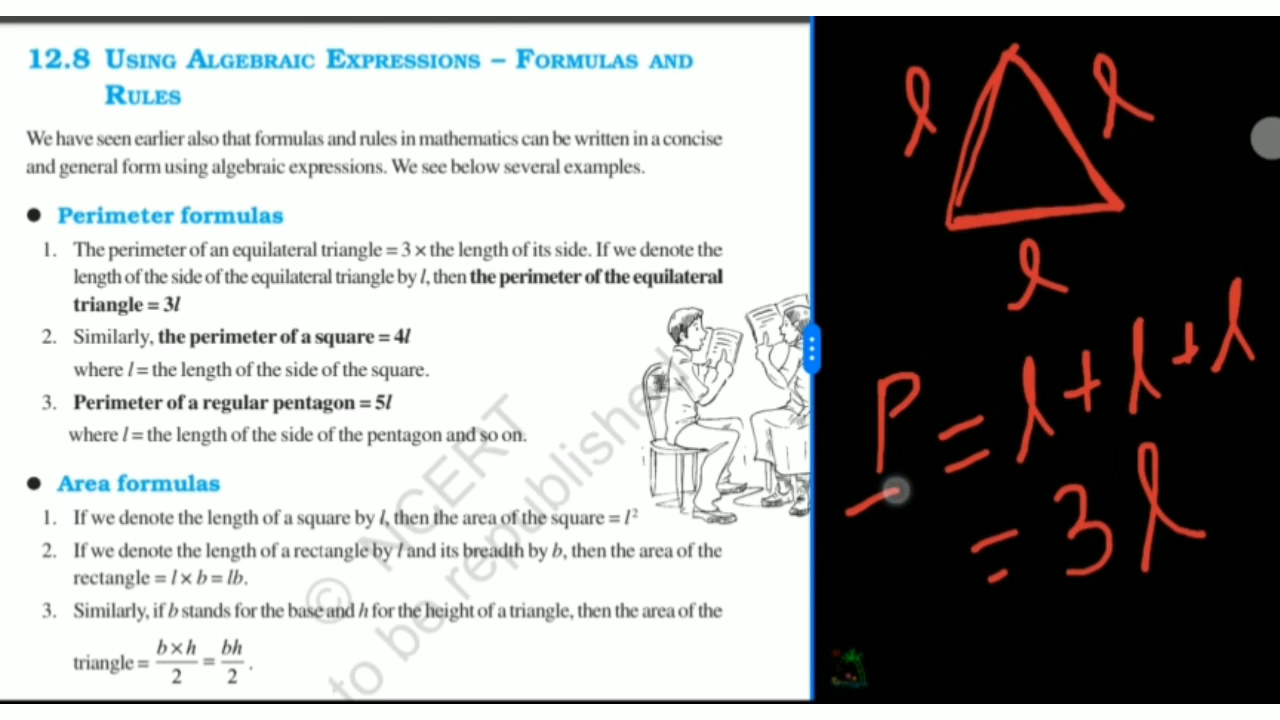 12.8 USING ALGEBRAIC EXPRESSIONS – FORMULAS AND
RULES
We have seen earlier also that formulas and rules in mathematics can be written in a concise
and general form using algebraic expressions. We see below several examples.
● Perimeter formulas
1. The perimeter of an equilateral triangle = 3 × the length of its side. If we denote the
length of the side of the equilateral triangle by l, then the perimeter of the equilateral
triangle = 3l
2. Similarly, the perimeter of a square = 4l
where l = the length of the side of the square.
3. Perimeter of a regular pentagon = 5l
where l = the length of the side of the pentagon and so on.
● Area formulas
1. If we denote the length of a square by l, then the area of the square = l²
2. If we denote the length of a rectangle by l and its breadth by b, then the area of the
rectangle = l × b = lb.
3. Similarly, if b stands for the base and h for the height of a triangle, then the area of the
triangle = b×h/2 = bh/2 .
© NCERT
to be republished
l l
l
P = l + l + l
= 3l